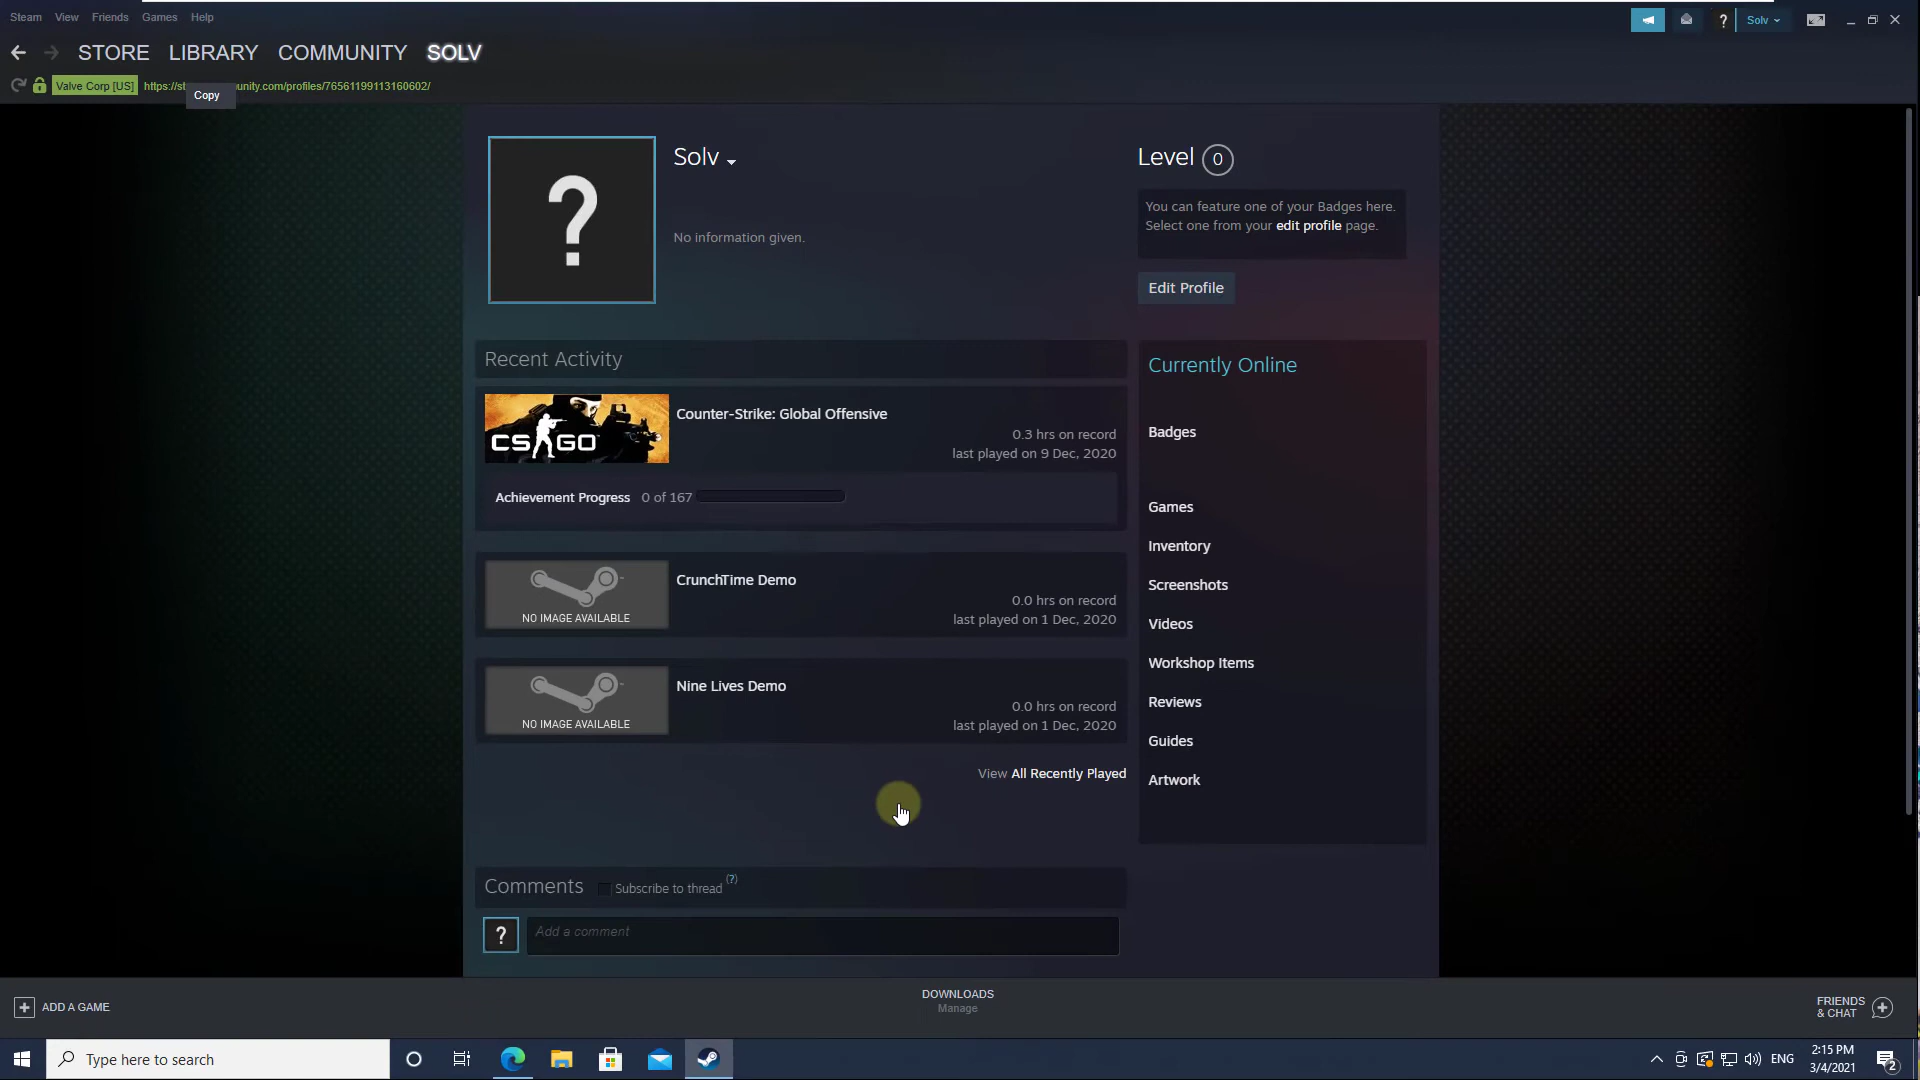 Steam View Friends Games Help
Solv
STORE LIBRARY COMMUNITY SOLV
Valve Corp [US] https://st unity.com/profiles/76561199113160602/
Copy
?
Solv
No information given.
Level 0
You can feature one of your Badges here.
Select one from your edit profile page.
Edit Profile
Recent Activity
CS GO
Counter-Strike: Global Offensive
0.3 hrs on record
last played on 9 Dec, 2020
Achievement Progress 0 of 167
NO IMAGE AVAILABLE
CrunchTime Demo
0.0 hrs on record
last played on 1 Dec, 2020
NO IMAGE AVAILABLE
Nine Lives Demo
0.0 hrs on record
last played on 1 Dec, 2020
View All Recently Played
Currently Online
Badges
Games
Inventory
Screenshots
Videos
Workshop Items
Reviews
Guides
Artwork
Comments Subscribe to thread (?)
?
Add a comment
ADD A GAME
DOWNLOADS
Manage
FRIENDS
& CHAT
Type here to search
ENG
2:15 PM
3/4/2021
2